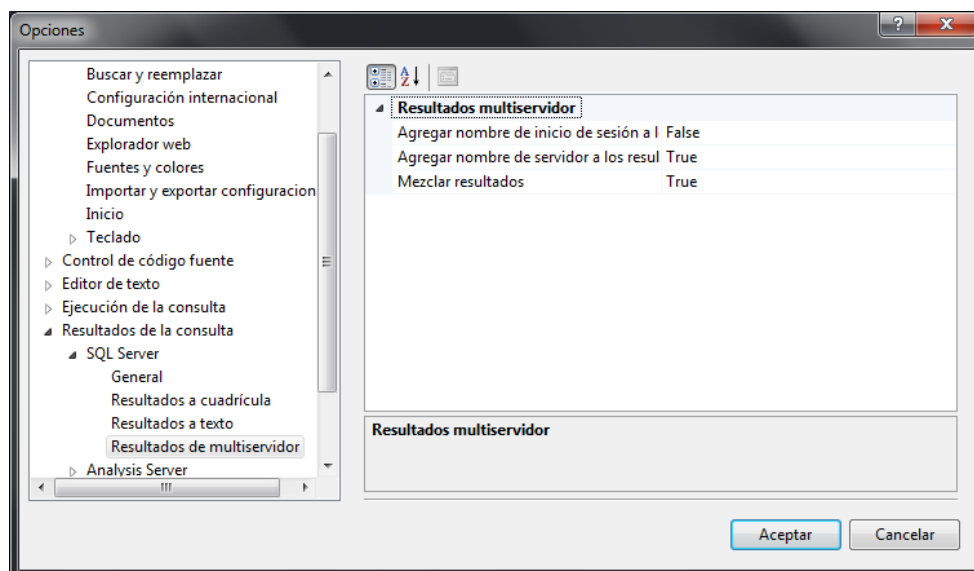 Opciones
Buscar y reemplazar
Configuración internacional
Documentos
Explorador web
Fuentes y colores
Importar y exportar configuracion
Inicio
Teclado
Control de código fuente
Editor de texto
Ejecución de la consulta
Resultados de la consulta
SQL Server
General
Resultados a cuadrícula
Resultados a texto
Resultados de multiservidor
Analysis Server
Resultados multiservidor
Agregar nombre de inicio de sesión a l False
Agregar nombre de servidor a los resul True
Mezclar resultados True
Resultados multiservidor
Aceptar Cancelar